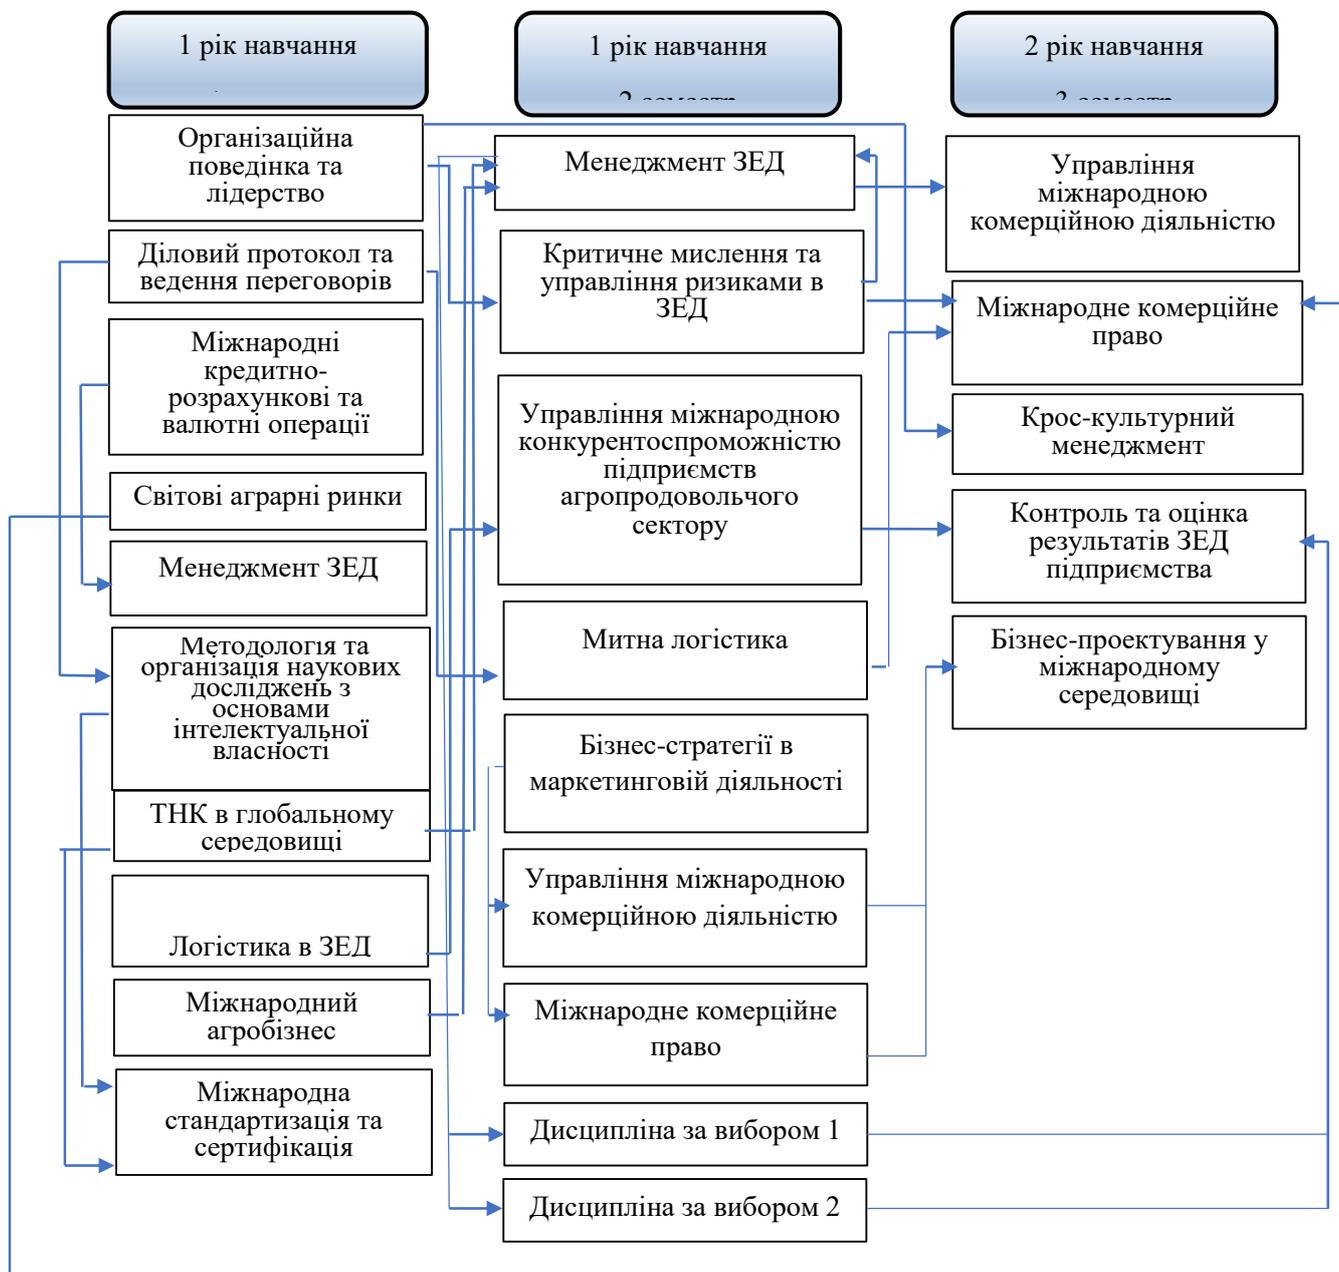 1 рік навчання
1 рік навчання
2 семестр
2 рік навчання
3 семестр
Організаційна
поведінка та
лідерство
Діловий протокол та
ведення переговорів
Міжнародні
кредитно-
розрахункові та
валютні операції
Світові аграрні ринки
Менеджмент ЗЕД
Методологія та
організація наукових
досліджень з
основами
інтелектуальної
власності
ТНК в глобальному
середовищі
Логістика в ЗЕД
Міжнародний
агробізнес
Міжнародна
стандартизація та
сертифікація
Менеджмент ЗЕД
Критичне мислення та
управління ризиками в
ЗЕД
Управління міжнародною
конкурентоспроможністю
підприємств
агропродовольчого
сектору
Митна логістика
Бізнес-стратегії в
маркетинговій діяльності
Управління міжнародною
комерційною діяльністю
Міжнародне комерційне
право
Дисципліна за вибором 1
Дисципліна за вибором 2
Управління
міжнародною
комерційною діяльністю
Міжнародне комерційне
право
Крос-культурний
менеджмент
Контроль та оцінка
результатів ЗЕД
підприємства
Бізнес-проектування у
міжнародному
середовищі